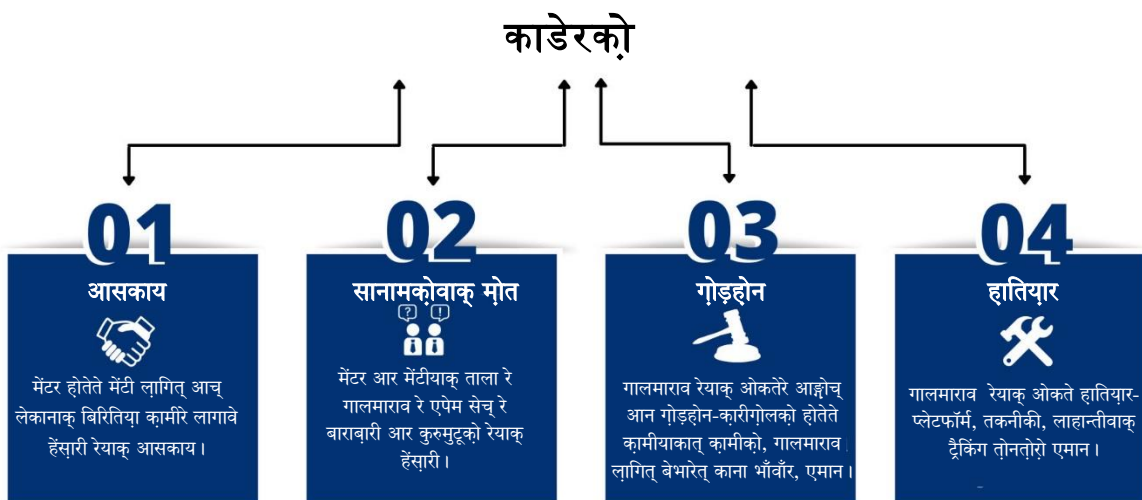 काडेरको़
01
आसकाय
मेंटर होतेते मेंटी ला़गित् आच्
लेकानाक् बिरितिया़ का़मीरे लागावे
हेंसा़री रेयाक् आसकाय।
02
सानामको़वाक् मो़त
? !
मेंटर आर मेंटीयाक् ताला रे
गालमाराव रे एपेम सेच् रे
बाराबा़री आर कुरुमुटूको़ रेयाक्
हेंसा़री।
03
गो़ड़होन
गालमाराव रेयाक् ओकतेरे आङ्गोच्
आन गो़ड़होन-का़रीगो़लको़ होतेते
का़मीयाकात् का़मीको़, गालमाराव
ला़गित् बेभारेत् काना भाँवाँर, एमान।
04
हा़तिया़र
गालमाराव रेयाक् ओकते हातिया़र-
प्लेटफॉर्म, तकनीकी, लाहान्तीवाक्
ट्रैकिंग तो़नतो़रो़ एमान।